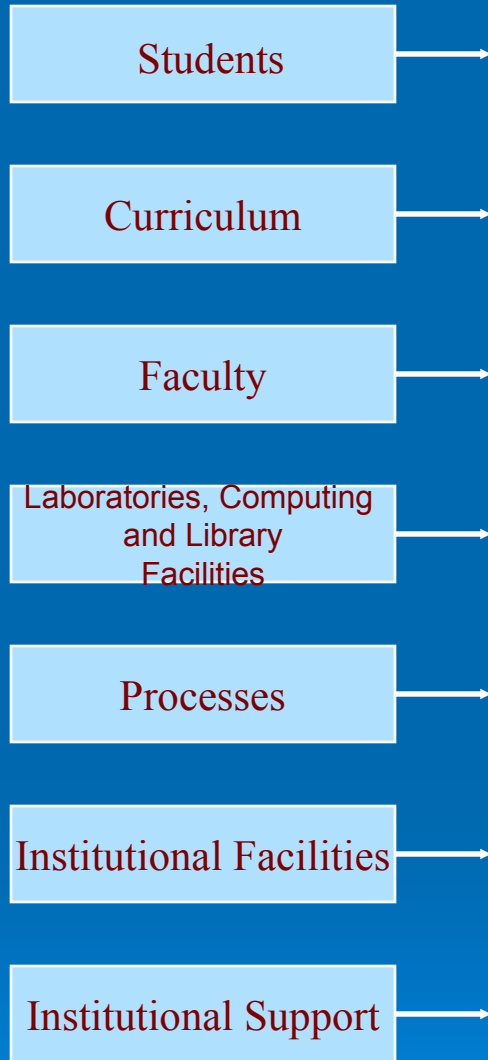 Students
Curriculum
Faculty
Laboratories, Computing
and Library
Facilities
Processes
Institutional Facilities
Institutional Support